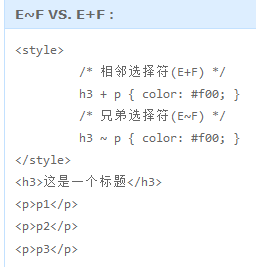 E~F VS. E+F :
<style>
/* 相邻选择符(E+F) */
h3 + p { color: #f00; }
/* 兄弟选择符(E~F) */
h3 ~ p { color: #f00; }
</style>
<h3>这是一个标题</h3>
<p>p1</p>
<p>p2</p>
<p>p3</p>